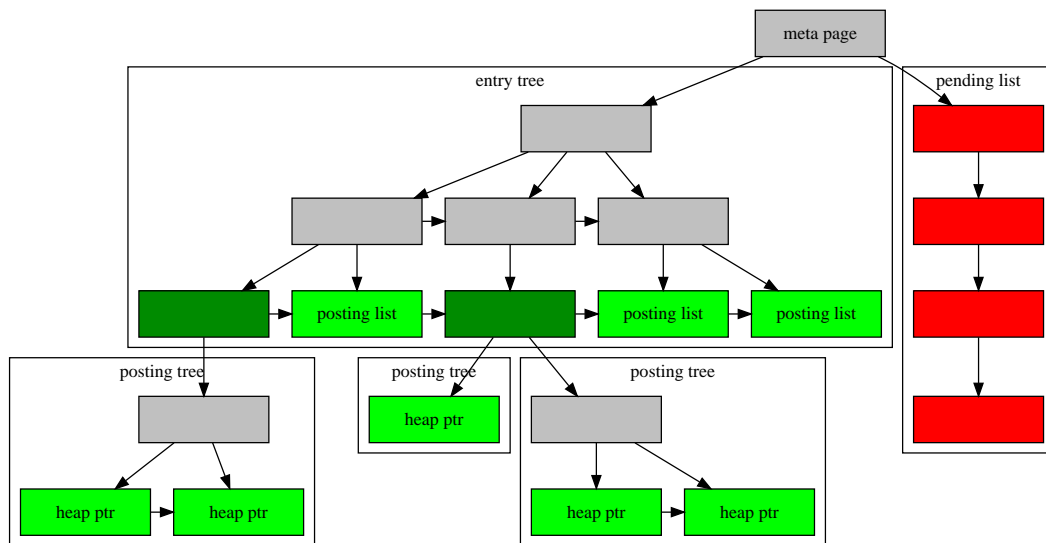 meta page
entry tree
pending list
posting list
posting list
posting list
posting tree
posting tree
posting tree
heap ptr
heap ptr
heap ptr
heap ptr
heap ptr